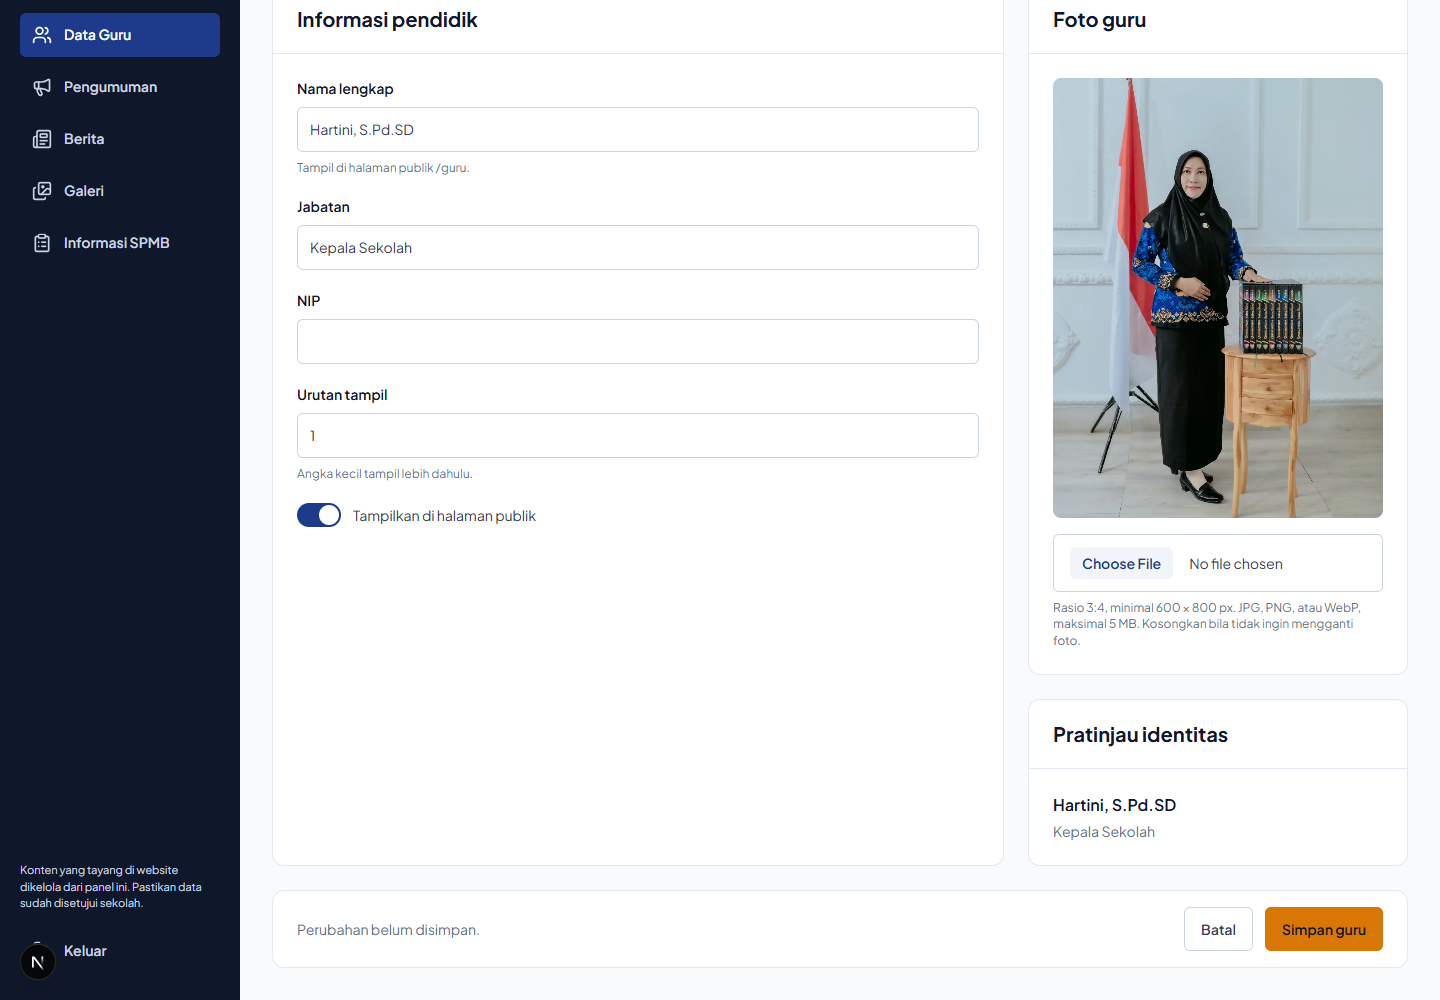 Data Guru
Pengumuman
Berita
Galeri
Informasi SPMB
Konten yang tayang di website
dikelola dari panel ini. Pastikan data
sudah disetujui sekolah.
Keluar
N
Informasi pendidik
Nama lengkap
Hartini, S.Pd.SD
Tampil di halaman publik /guru.
Jabatan
Kepala Sekolah
NIP
Urutan tampil
1
Angka kecil tampil lebih dahulu.
Tampilkan di halaman publik
Foto guru
Choose File No file chosen
Rasio 3:4, minimal 600 × 800 px. JPG, PNG, atau WebP,
maksimal 5 MB. Kosongkan bila tidak ingin mengganti
foto.
Pratinjau identitas
Hartini, S.Pd.SD
Kepala Sekolah
Perubahan belum disimpan.
Batal
Simpan guru